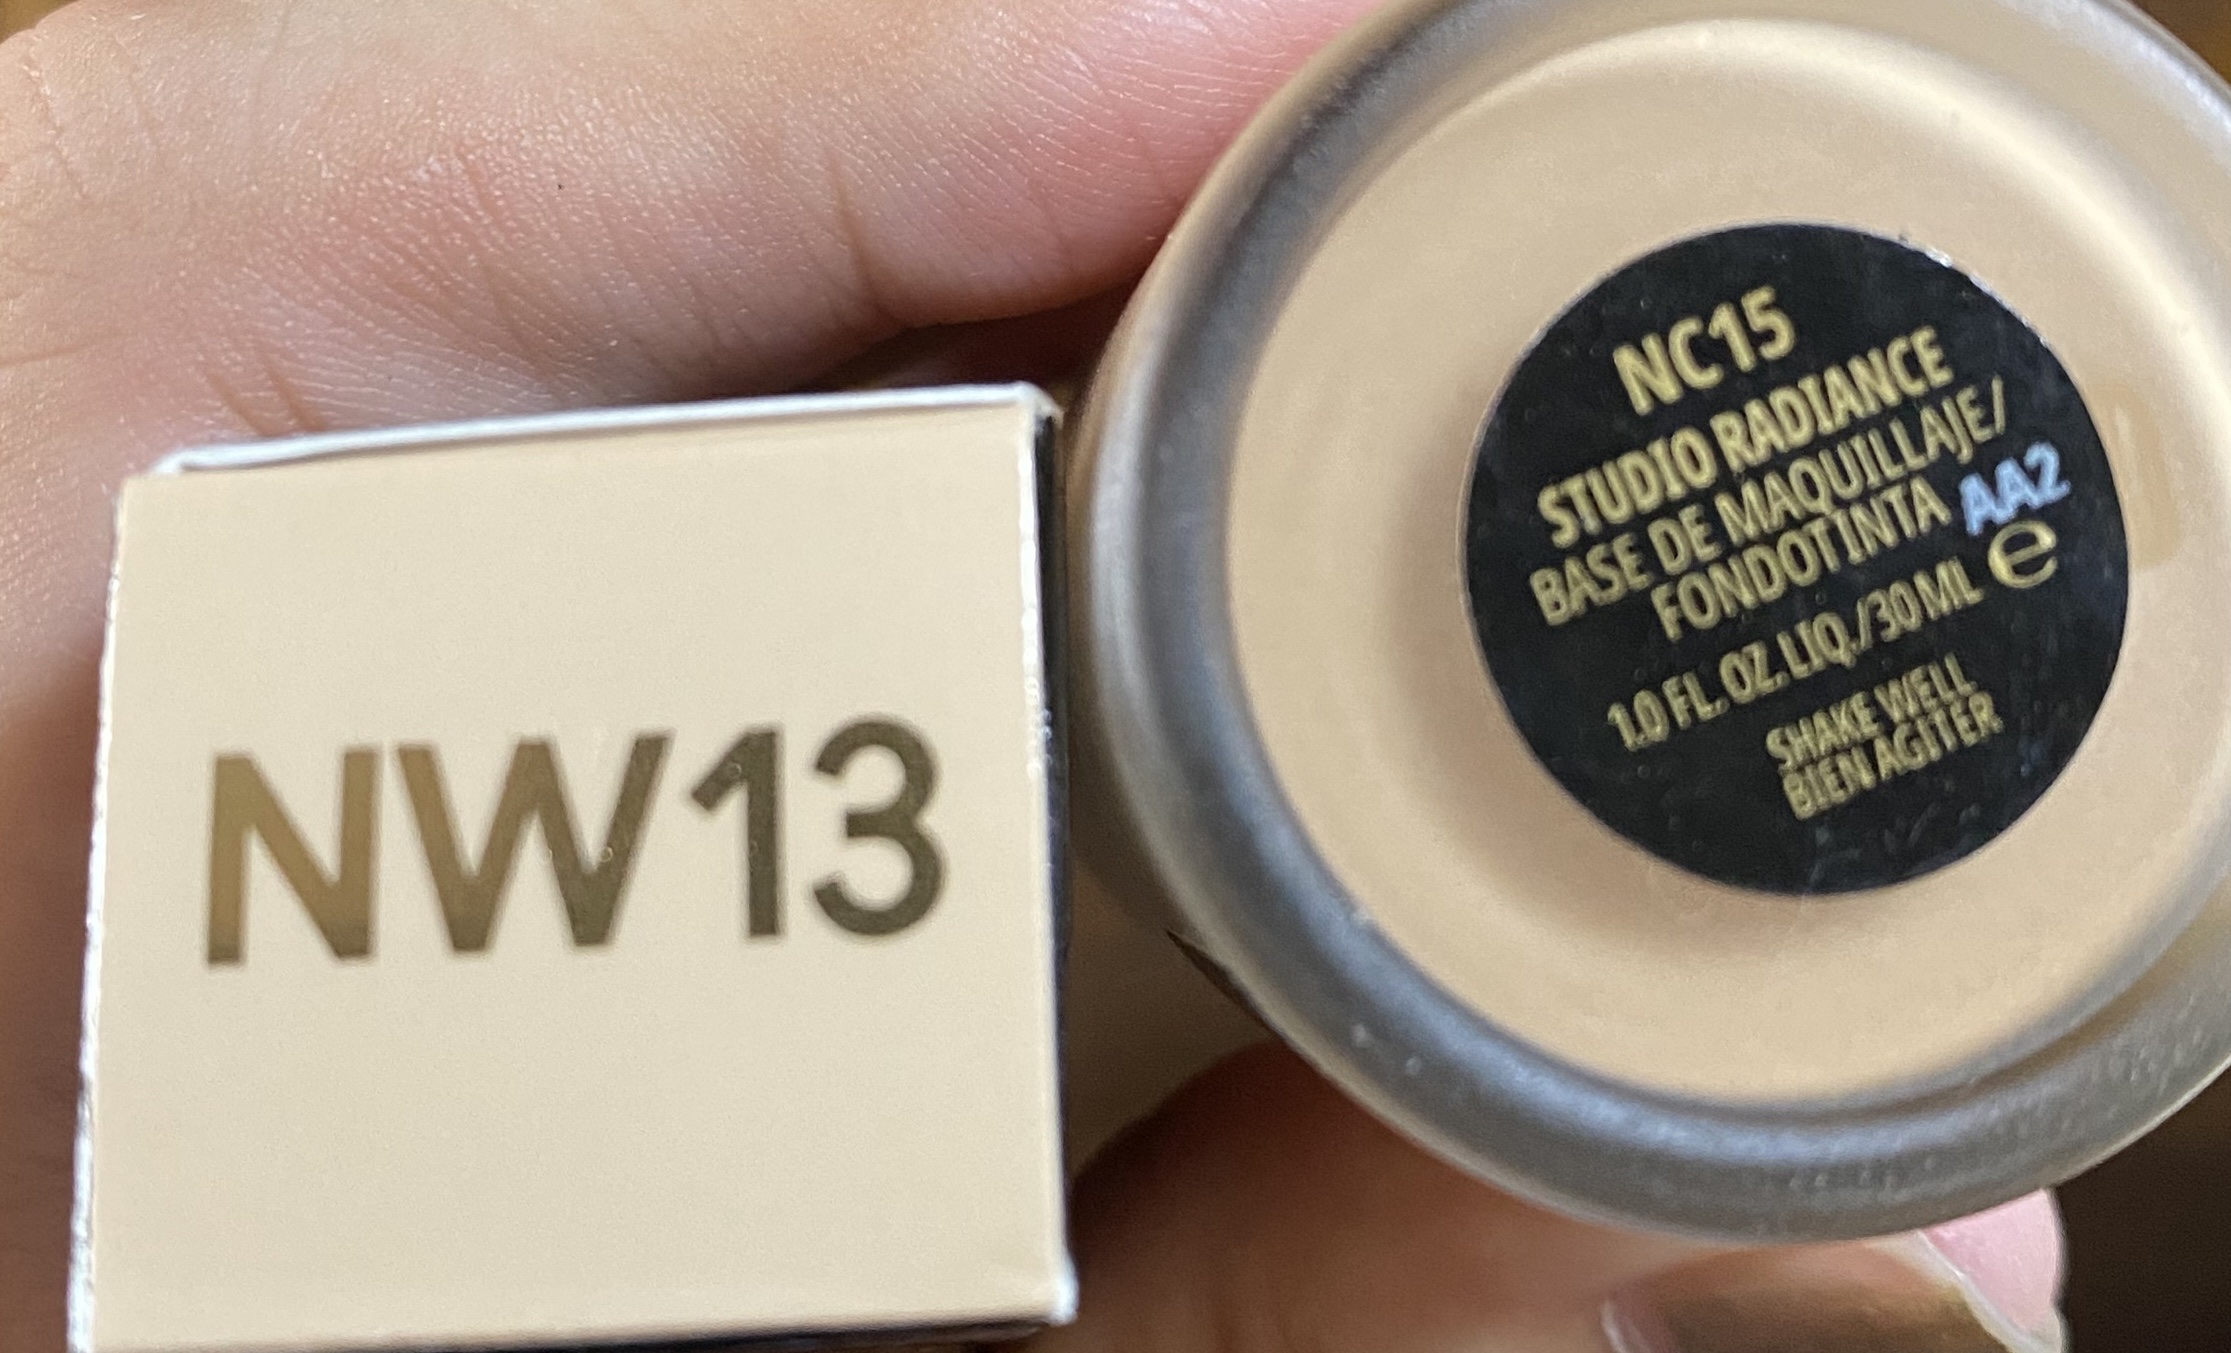 NW13
NC15
STUDIO RADIANCE
BASE DE MAQUILLAJE/
FONDOTINTA AA2
1.0 FL. OZ. LIQ./30 ML e
SHAKE WELL
BIEN AGITER